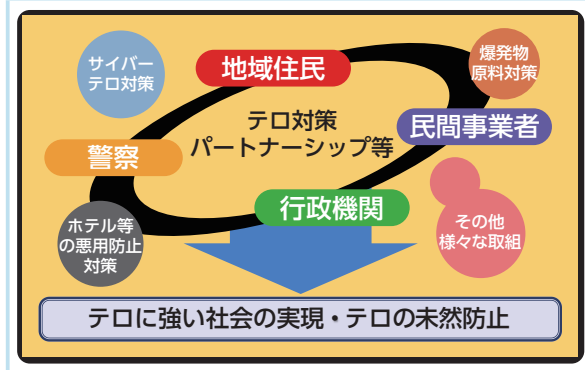 サイバー
テロ対策
地域住民
爆発物
原料対策
テロ対策
パートナーシップ等
民間事業者
警察
行政機関
ホテル等
の悪用防止
対策
その他
様々な取組
テロに強い社会の実現・テロの未然防止